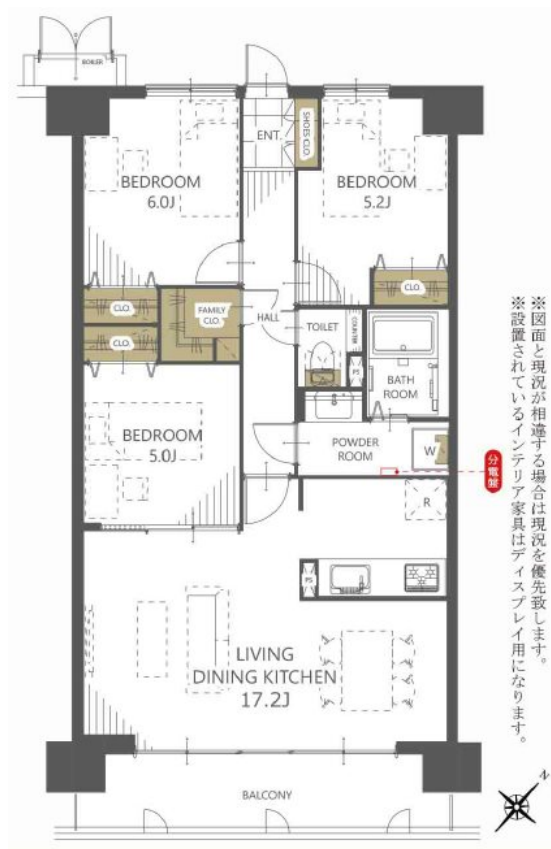 BOILER
ENT.
SHOES CLO.
BEDROOM
6.0J
BEDROOM
5.2J
CLO.
CLO.
FAMILY
CLO.
HALL
TOILET
COUNTER
PS
CLO.
BATH
ROOM
BEDROOM
5.0J
POWDER
ROOM
W
分電盤
R
PS
LIVING
DINING KITCHEN
17.2J
BALCONY
N
※図面と現況が相違する場合は現況を優先致します。
※設置されているインテリア家具はディスプレイ用になります。